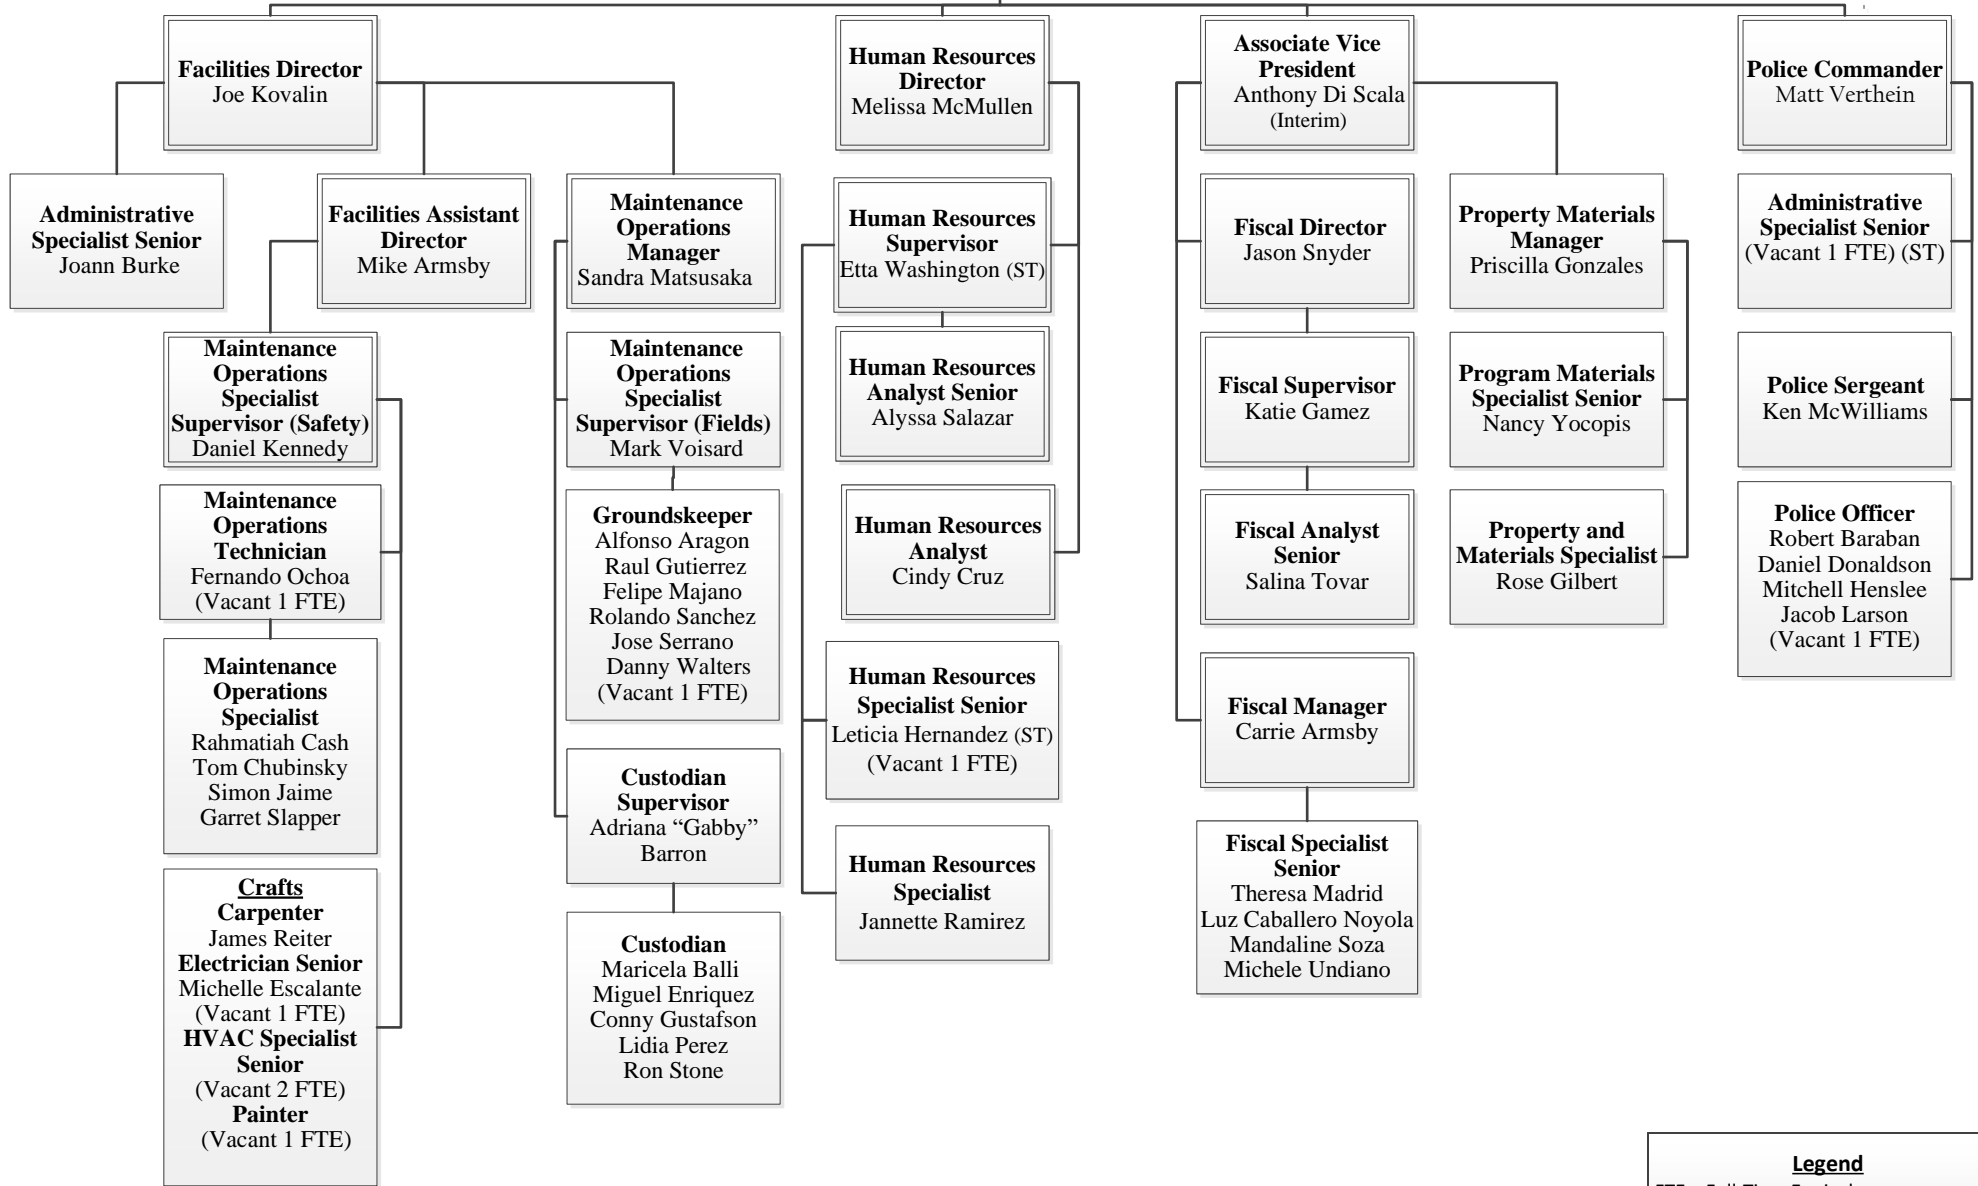 Facilities Director
Joe Kovalin
Human Resources
Director
Melissa McMullen
Associate Vice
President
Anthony Di Scala
(Interim)
Police Commander
Matt Verthein
Administrative
Specialist Senior
Joann Burke
Facilities Assistant
Director
Mike Armsby
Maintenance
Operations
Manager
Sandra Matsusaka
Human Resources
Supervisor
Etta Washington (ST)
Fiscal Director
Jason Snyder
Property Materials
Manager
Priscilla Gonzales
Administrative
Specialist Senior
(Vacant 1 FTE) (ST)
Maintenance
Operations
Specialist
Supervisor (Safety)
Daniel Kennedy
Maintenance
Operations
Specialist
Supervisor (Fields)
Mark Voisard
Human Resources
Analyst Senior
Alyssa Salazar
Fiscal Supervisor
Katie Gamez
Program Materials
Specialist Senior
Nancy Yocopis
Police Sergeant
Ken McWilliams
Maintenance
Operations
Technician
Fernando Ochoa
(Vacant 1 FTE)
Groundskeeper
Alfonso Aragon
Raul Gutierrez
Felipe Majano
Rolando Sanchez
Jose Serrano
Danny Walters
(Vacant 1 FTE)
Human Resources
Analyst
Cindy Cruz
Fiscal Analyst
Senior
Salina Tovar
Property and
Materials Specialist
Rose Gilbert
Police Officer
Robert Baraban
Daniel Donaldson
Mitchell Henslee
Jacob Larson
(Vacant 1 FTE)
Maintenance
Operations
Specialist
Rahmatiah Cash
Tom Chubinsky
Simon Jaime
Garret Slapper
Human Resources
Specialist Senior
Leticia Hernandez (ST)
(Vacant 1 FTE)
Fiscal Manager
Carrie Armsby
Custodian
Supervisor
Adriana “Gabby”
Barron
Human Resources
Specialist
Jannette Ramirez
Fiscal Specialist
Senior
Theresa Madrid
Luz Caballero Noyola
Mandaline Soza
Michele Undiano
Crafts
Carpenter
James Reiter
Electrician Senior
Michelle Escalante
(Vacant 1 FTE)
HVAC Specialist
Senior
(Vacant 2 FTE)
Painter
(Vacant 1 FTE)
Custodian
Maricela Balli
Miguel Enriquez
Conny Gustafson
Lidia Perez
Ron Stone
Legend